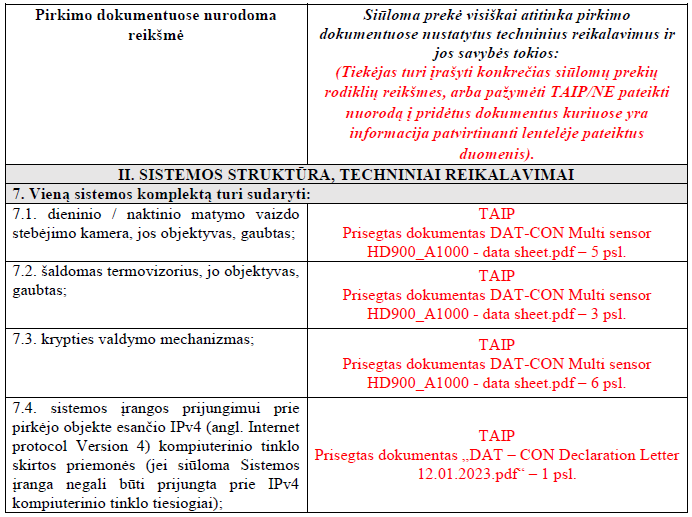 Pirkimo dokumentuose nurodoma
reikšmė
Siūloma prekė visiškai atitinka pirkimo
dokumentuose nustatytus techninius reikalavimus ir
jos savybės tokios:
(Tiekėjas turi įrašyti konkrečias siūlomų prekių
rodiklių reikšmes, arba pažymėti TAIP/NE pateikti
nuorodą į pridėtus dokumentus kuriuose yra
informacija patvirtinanti lentelėje pateiktus
duomenis).
II. SISTEMOS STRUKTŪRA, TECHNINIAI REIKALAVIMAI
7. Vieną sistemos komplektą turi sudaryti:
7.1. dieninio / naktinio matymo vaizdo
stebėjimo kamera, jos objektyvas, gaubtas;
TAIP
Prisegtas dokumentas DAT-CON Multi sensor
HD900_A1000 - data sheet.pdf – 5 psl.
7.2. šaldomas termovizorius, jo objektyvas,
gaubtas;
TAIP
Prisegtas dokumentas DAT-CON Multi sensor
HD900_A1000 - data sheet.pdf – 3 psl.
7.3. krypties valdymo mechanizmas;
TAIP
Prisegtas dokumentas DAT-CON Multi sensor
HD900_A1000 - data sheet.pdf – 6 psl.
7.4. sistemos įrangos prijungimui prie
pirkėjo objekte esančio IPv4 (angl. Internet
protocol Version 4) kompiuterinio tinklo
skirtos priemonės (jei siūloma Sistemos
įranga negali būti prijungta prie IPv4
kompiuterinio tinklo tiesiogiai);
TAIP
Prisegtas dokumentas „DAT – CON Declaration Letter
12.01.2023.pdf“ – 1 psl.